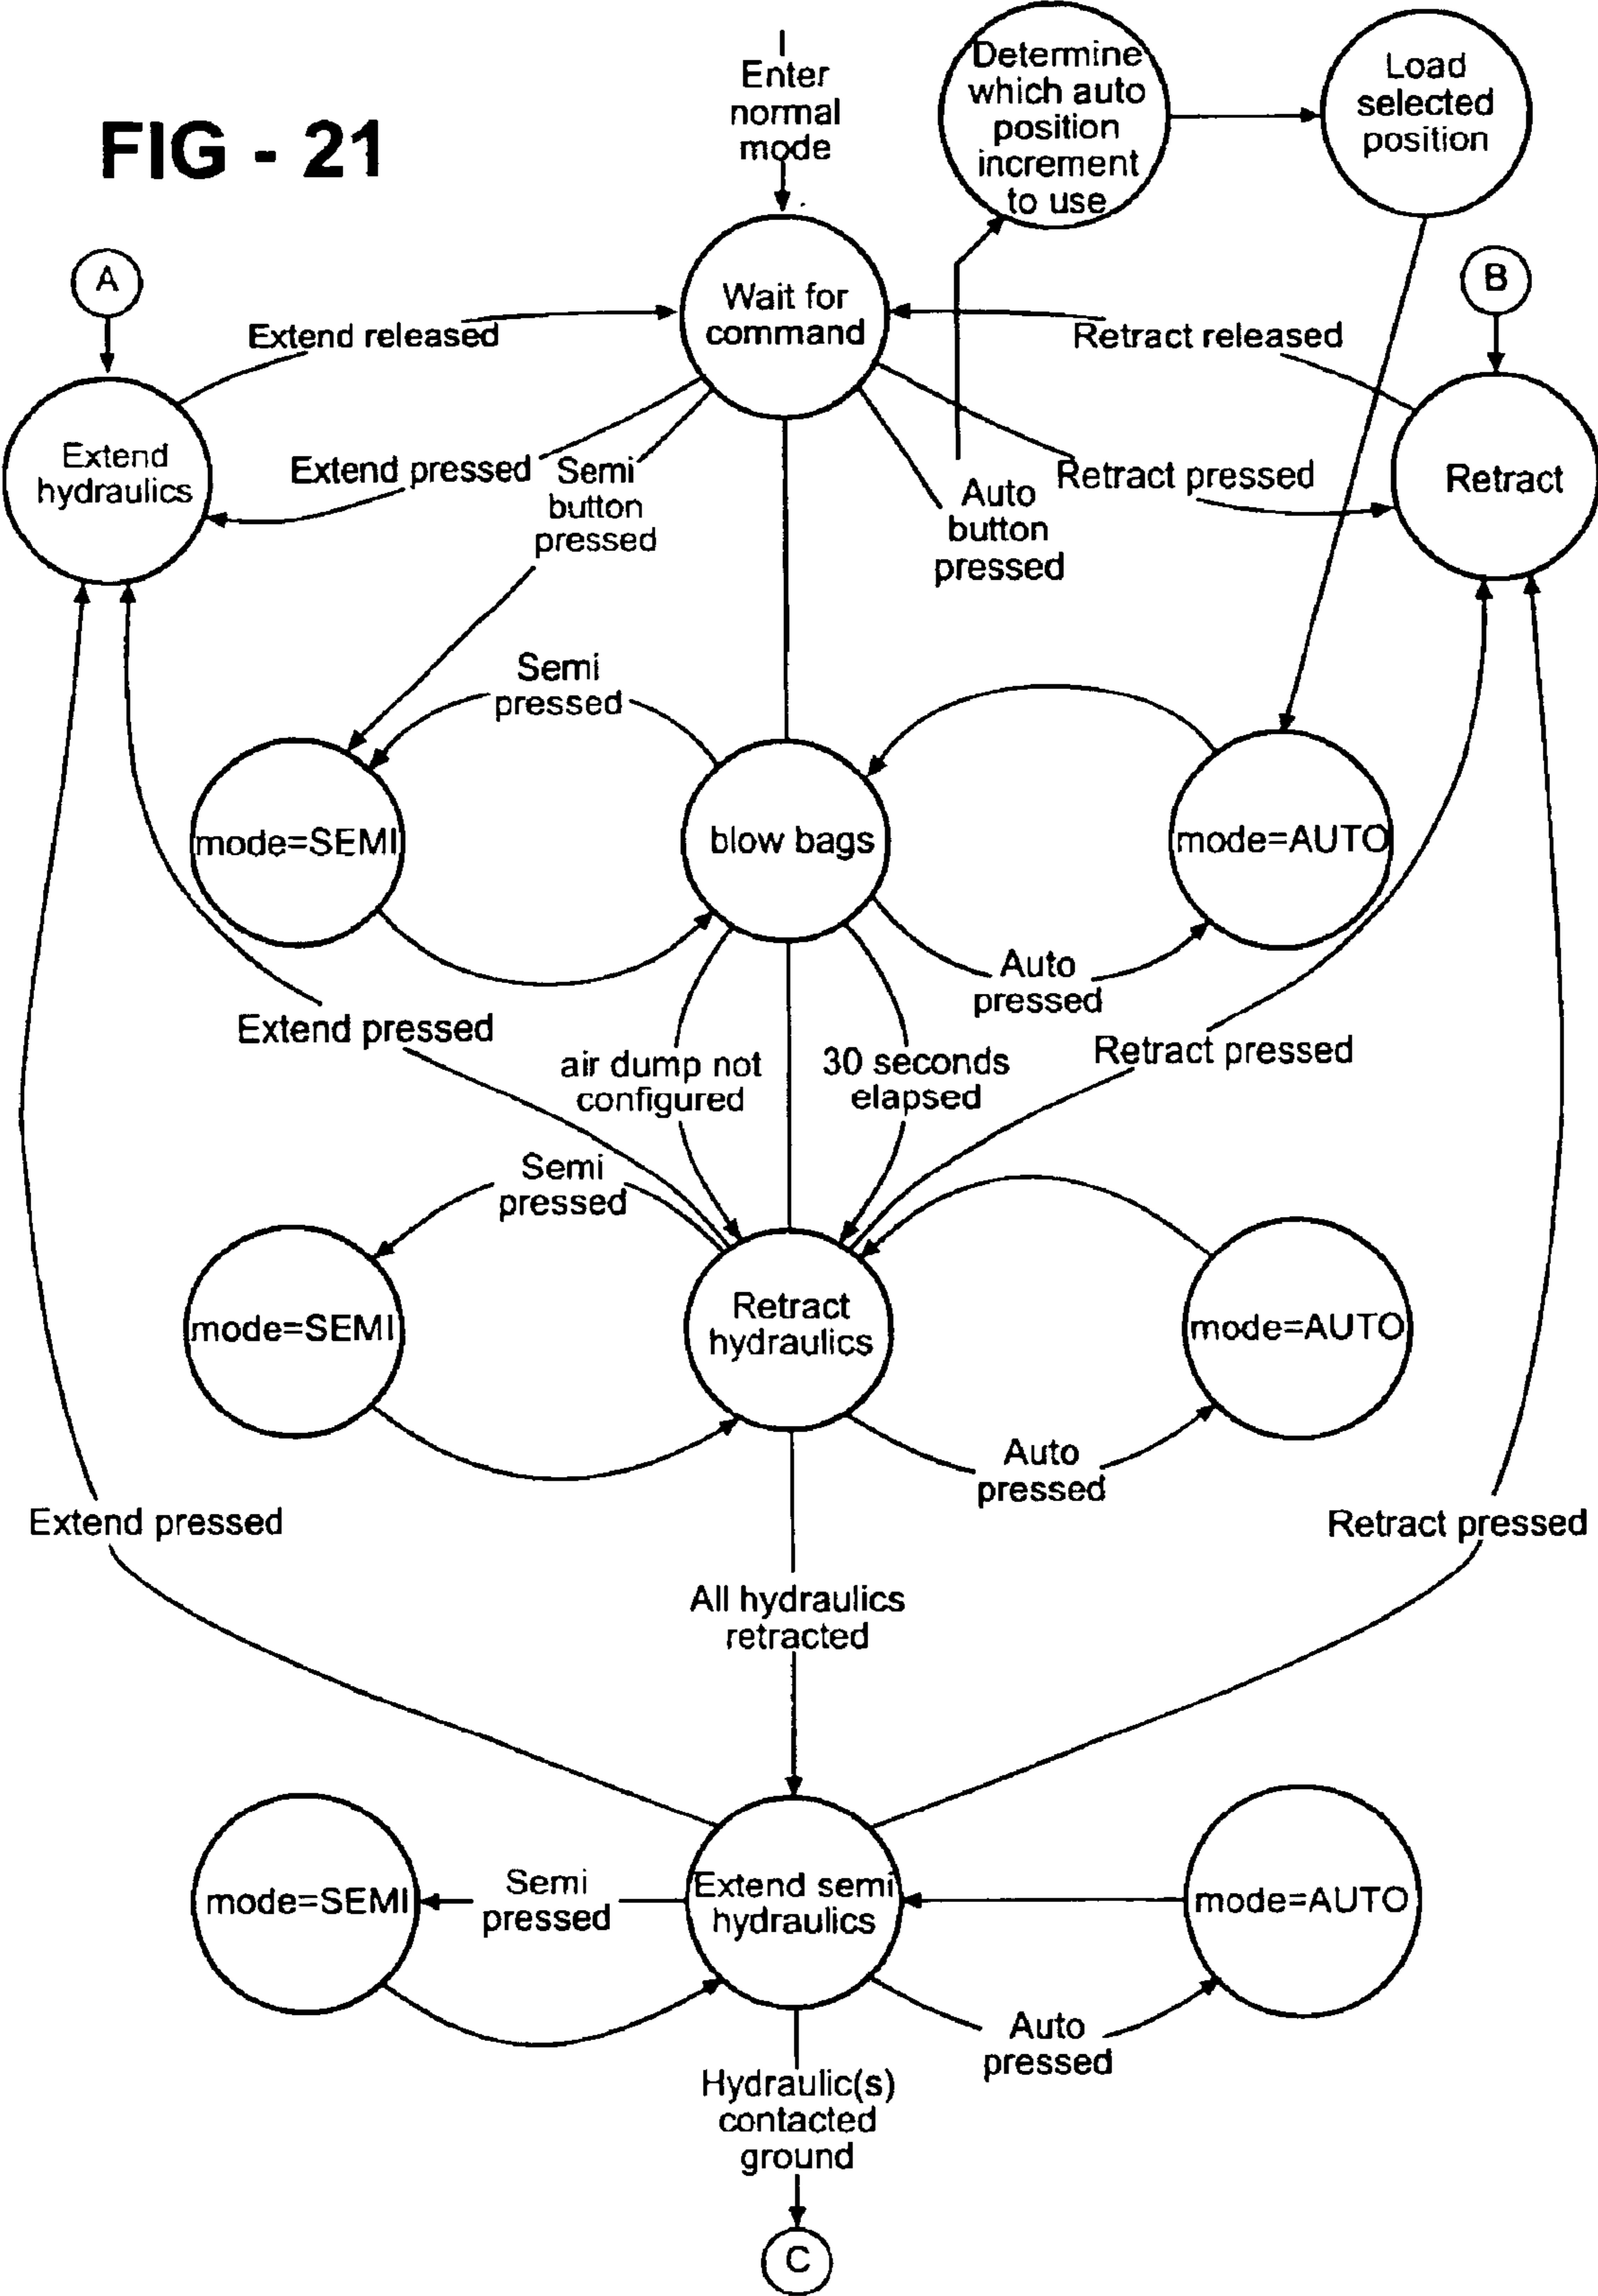 FIG - 21
Enter
normal
mode
Determine
which auto
position
increment
to use
Load
selected
position
A
B
Wait for
command
Extend released
Retract released
Extend
hydraulics
Extend pressed
Semi
button
pressed
Auto
button
pressed
Retract pressed
Retract
Semi
pressed
mode=SEMI
blow bags
mode=AUTO
Auto
pressed
Extend pressed
air dump not
configured
30 seconds
elapsed
Retract pressed
Semi
pressed
mode=SEMI
Retract
hydraulics
mode=AUTO
Auto
pressed
Extend pressed
Retract pressed
All hydraulics
retracted
mode=SEMI
Semi
pressed
Extend semi
hydraulics
mode=AUTO
Auto
pressed
Hydraulic(s)
contacted
ground
C